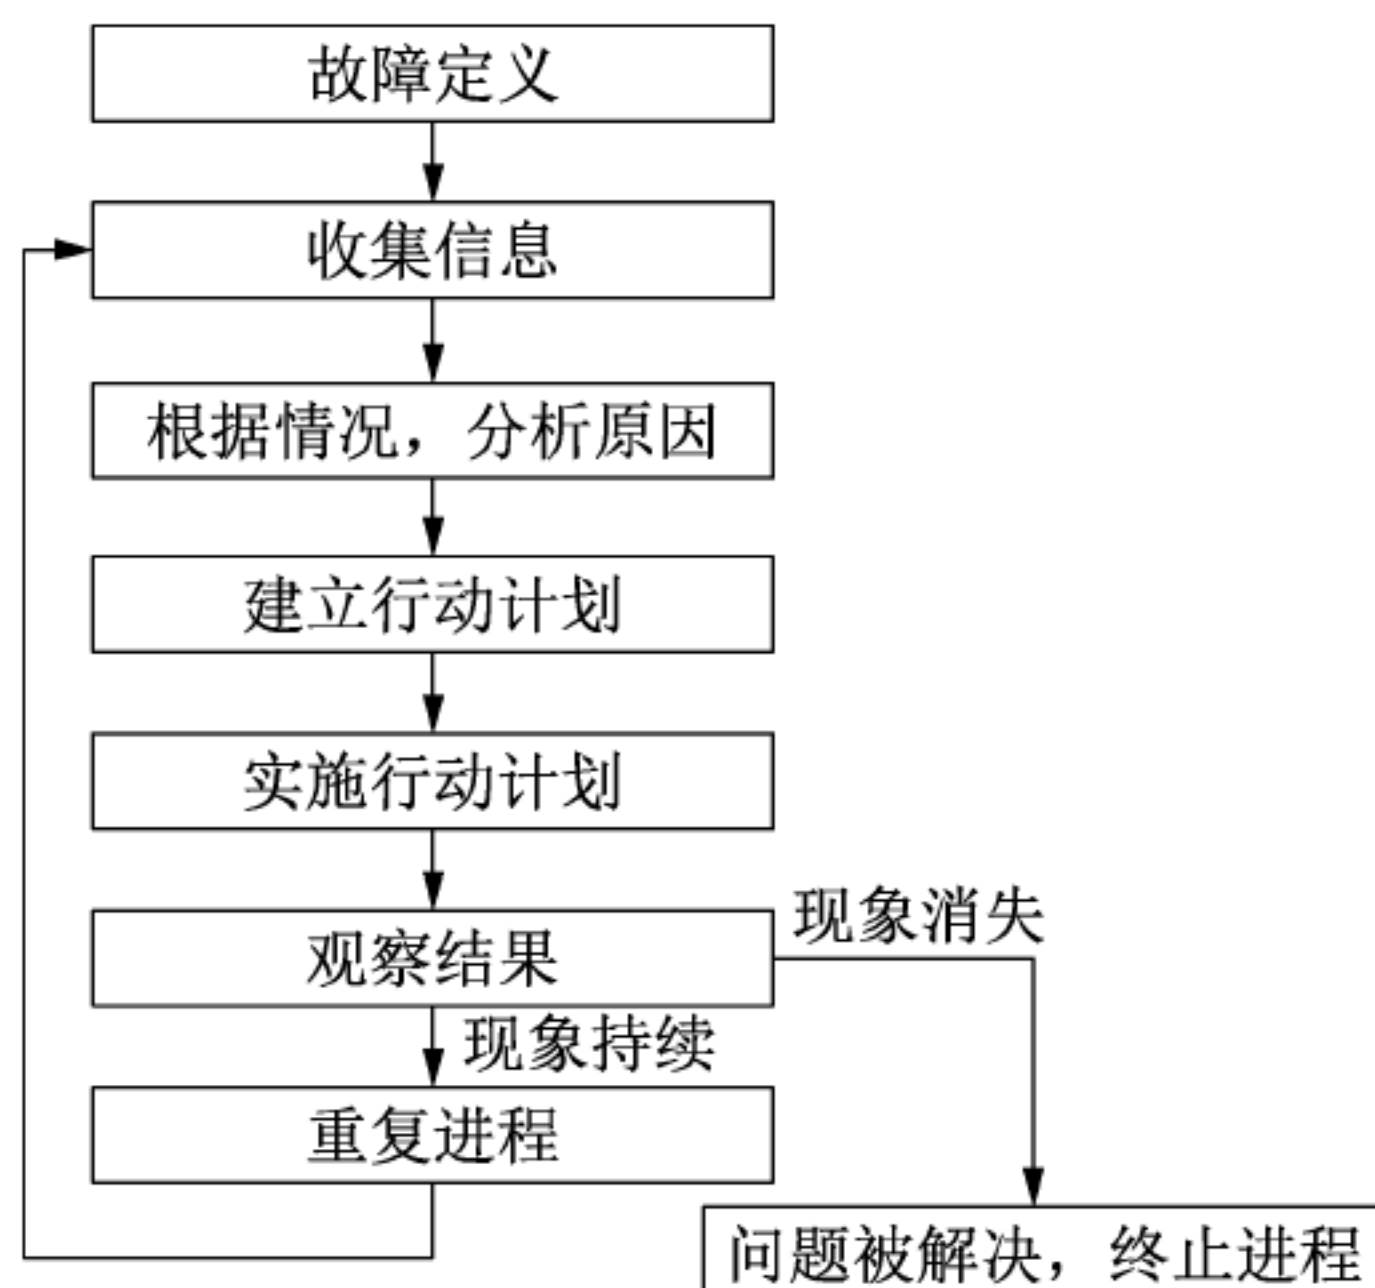 故障定义
收集信息
根据情况，分析原因
建立行动计划
实施行动计划
观察结果
现象消失
现象持续
重复进程
问题被解决，终止进程